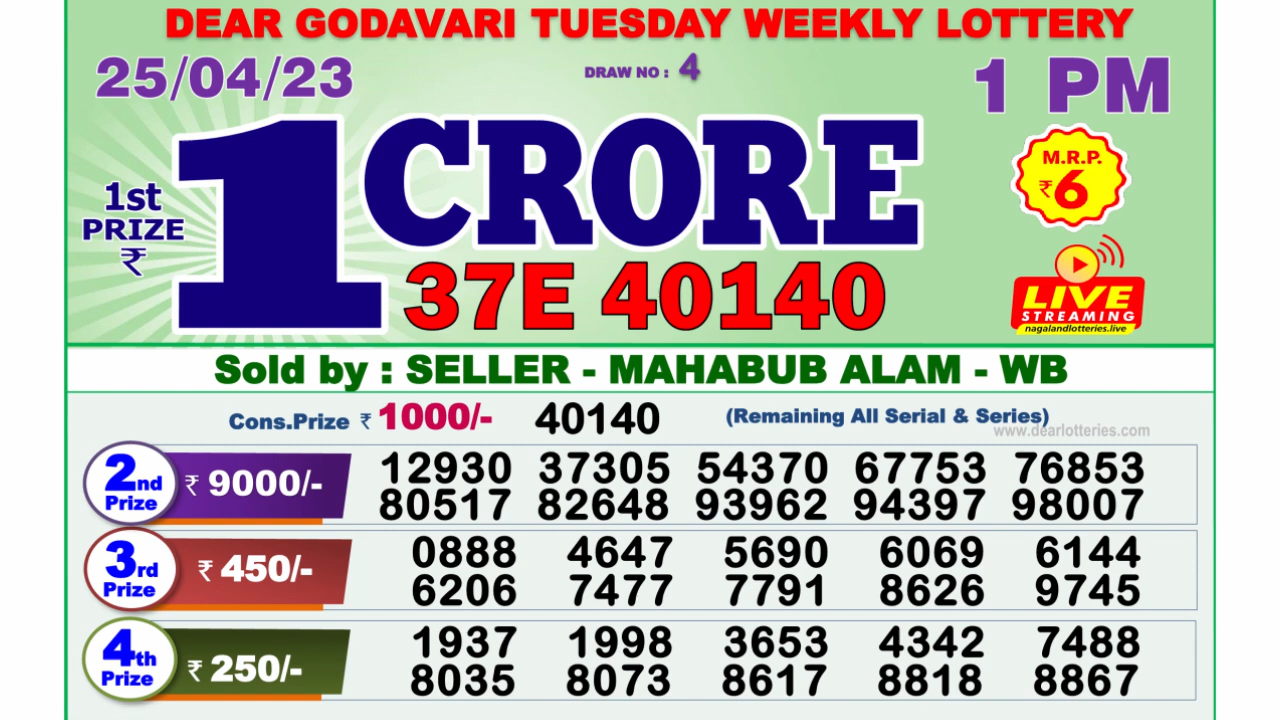 DEAR GODAVARI TUESDAY WEEKLY LOTTERY
25/04/23
DRAW NO : 4
1 PM
1st
PRIZE
₹
1 CRORE
37E 40140
M.R.P.
₹6
LIVE
STREAMING
nagalandlotteries.live
Sold by : SELLER - MAHABUB ALAM - WB
Cons.Prize ₹ 1000/- 40140 (Remaining All Serial & Series)
www.dearlotteries.com
2nd Prize ₹ 9000/-
12930 37305 54370 67753 76853
80517 82648 93962 94397 98007
3rd Prize ₹ 450/-
0888 4647 5690 6069 6144
6206 7477 7791 8626 9745
4th Prize ₹ 250/-
1937 1998 3653 4342 7488
8035 8073 8617 8818 8867